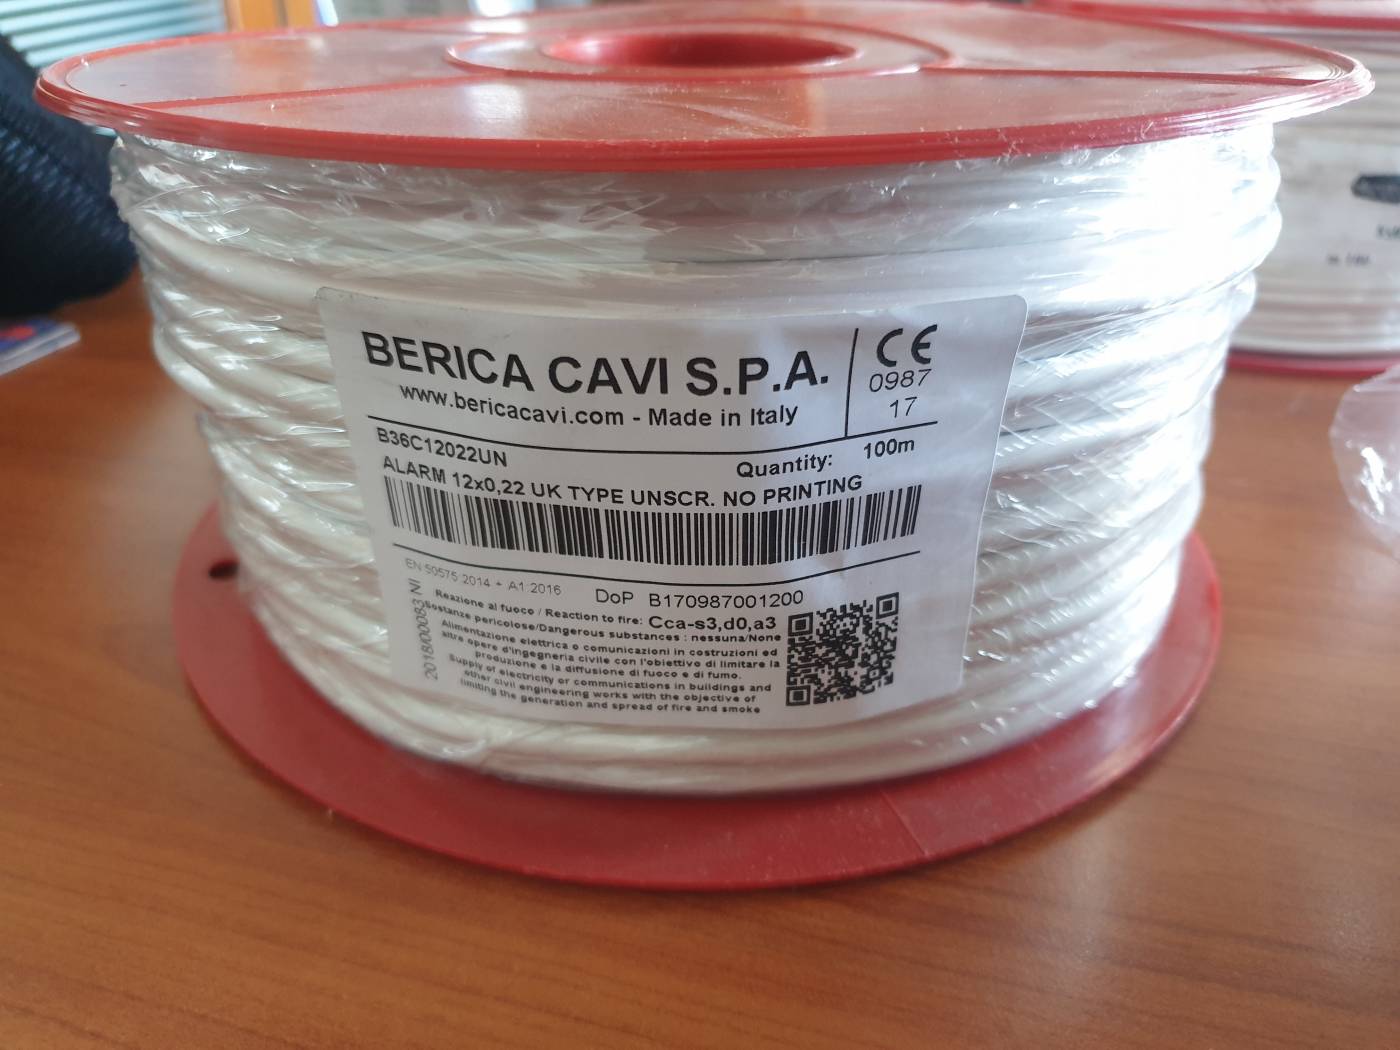 BERICA CAVI S.P.A.
www.bericacavi.com - Made in Italy
CE
0987
17
B36C12022UN
Quantity: 100m
ALARM 12x0,22 UK TYPE UNSCR. NO PRINTING
EN 50575:2014 + A1:2016
DoP B170987001200
Reazione al fuoco / Reaction to fire: Cca-s3,d0,a3
Sostanze pericolose/Dangerous substances : nessuna/None
Alimentazione elettrica o comunicazioni in costruzioni ed
altre opere d'ingegneria civile con l'obiettivo di limitare la
produzione e la diffusione di fuoco e di fumo.
Supply of electricity or communications in buildings and
other civil engineering works with the objective of
limiting the generation and spread of fire and smoke
2018/00083 NI